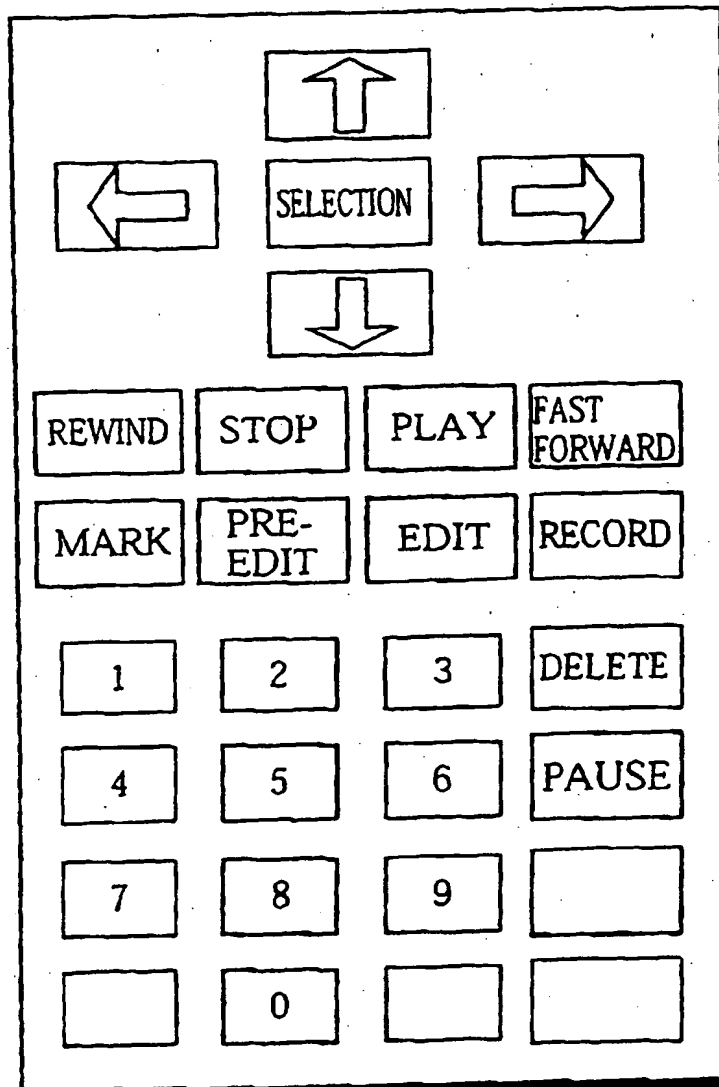 SELECTION
REWIND STOP PLAY FAST
FORWARD
MARK PRE-
EDIT EDIT RECORD
1 2 3 DELETE
4 5 6 PAUSE
7 8 9
0